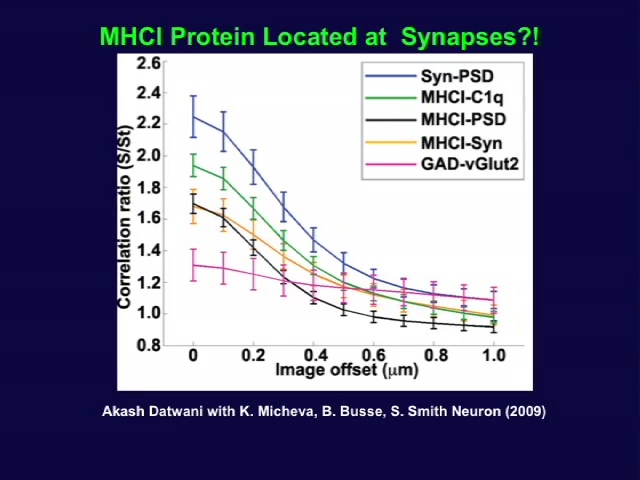 MHCI Protein Located at Synapses?!
Correlation ratio (S/St)
2.6
2.4
2.2
2.0
1.8
1.6
1.4
1.2
1.0
0.8
Syn-PSD
MHCI-C1q
MHCI-PSD
MHCI-Syn
GAD-vGlut2
0 0.2 0.4 0.6 0.8 1.0
Image offset (μm)
Akash Datwani with K. Micheva, B. Busse, S. Smith Neuron (2009)